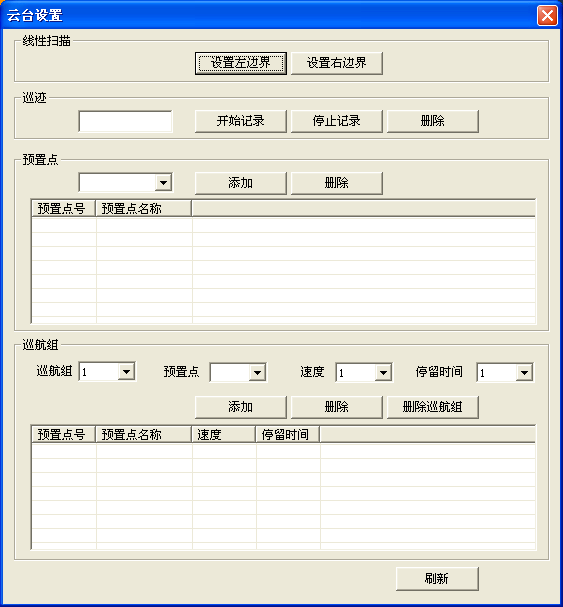 云台设置
线性扫描
设置左边界 设置右边界
巡迹
开始记录 停止记录 删除
预置点
添加 删除
预置点号 预置点名称
巡航组
巡航组 1 预置点 速度 1 停留时间 1
添加 删除 删除巡航组
预置点号 预置点名称 速度 停留时间
刷新